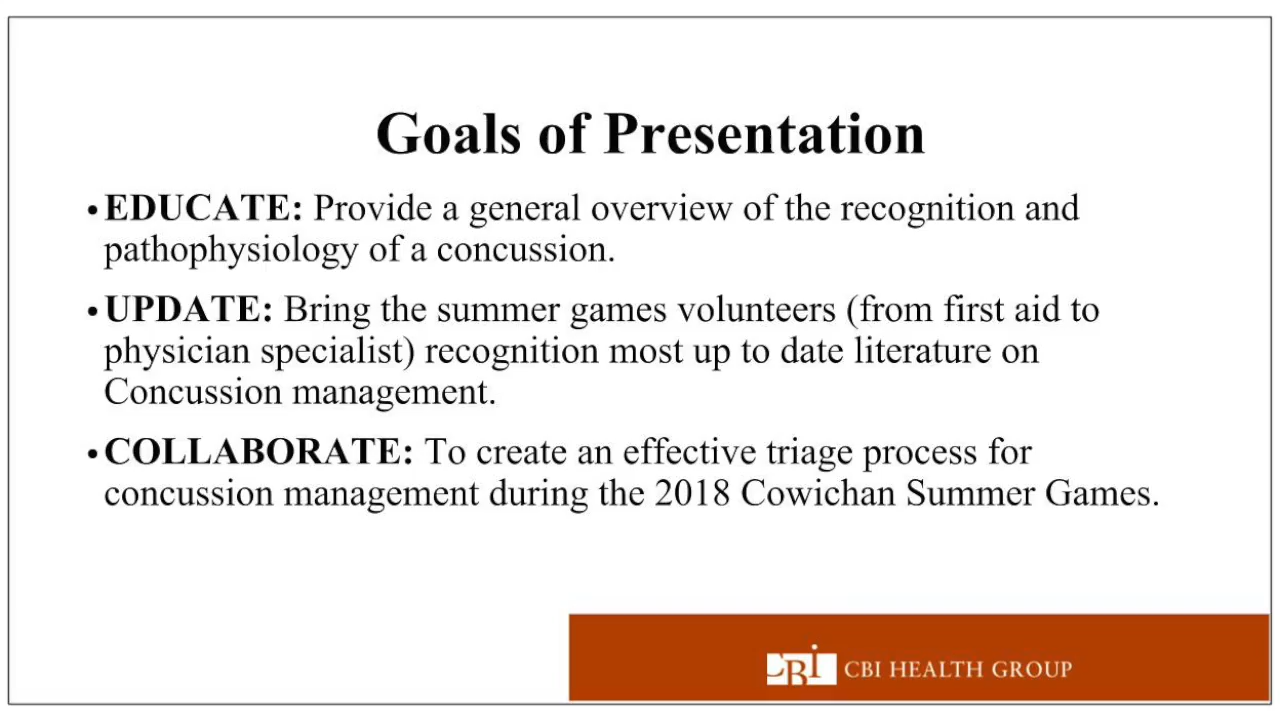 Goals of Presentation
• EDUCATE: Provide a general overview of the recognition and
pathophysiology of a concussion.
• UPDATE: Bring the summer games volunteers (from first aid to
physician specialist) recognition most up to date literature on
Concussion management.
• COLLABORATE: To create an effective triage process for
concussion management during the 2018 Cowichan Summer Games.
CBI CBI HEALTH GROUP